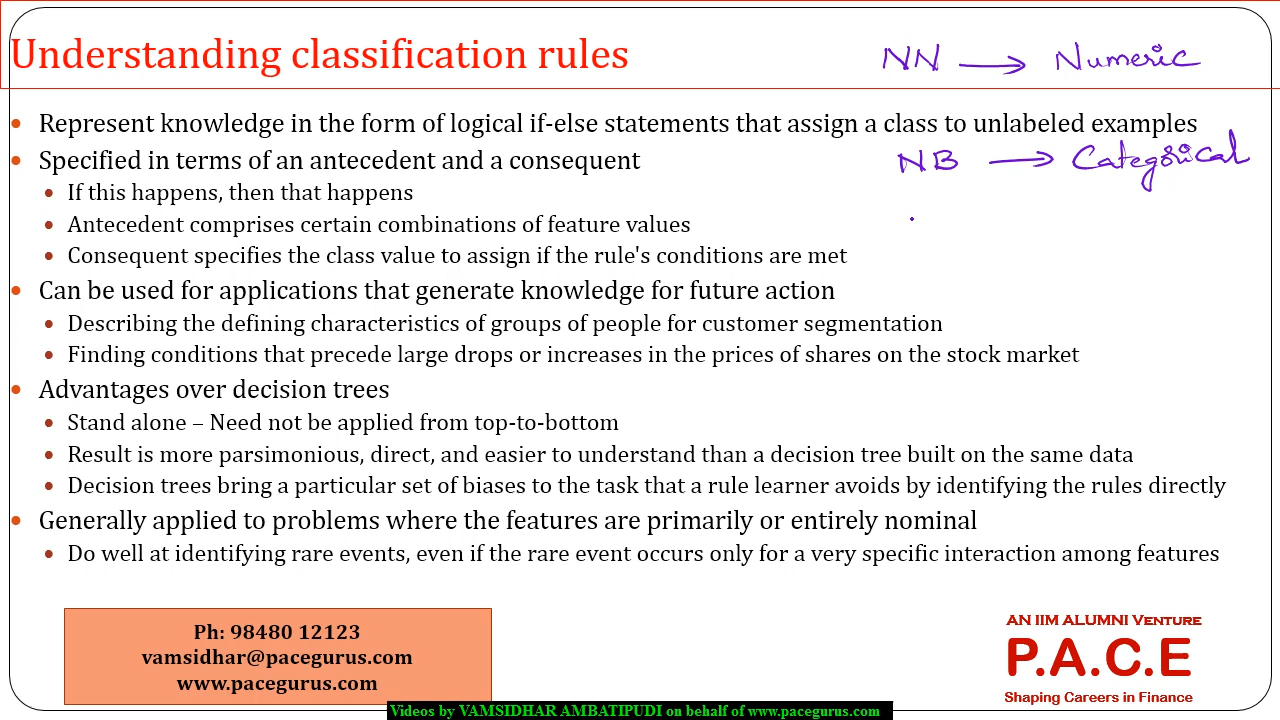 Understanding classification rules
NN → Numeric
• Represent knowledge in the form of logical if-else statements that assign a class to unlabeled examples
• Specified in terms of an antecedent and a consequent
NB → Categorical
• If this happens, then that happens
• Antecedent comprises certain combinations of feature values
• Consequent specifies the class value to assign if the rule's conditions are met
• Can be used for applications that generate knowledge for future action
• Describing the defining characteristics of groups of people for customer segmentation
• Finding conditions that precede large drops or increases in the prices of shares on the stock market
• Advantages over decision trees
• Stand alone – Need not be applied from top-to-bottom
• Result is more parsimonious, direct, and easier to understand than a decision tree built on the same data
• Decision trees bring a particular set of biases to the task that a rule learner avoids by identifying the rules directly
• Generally applied to problems where the features are primarily or entirely nominal
• Do well at identifying rare events, even if the rare event occurs only for a very specific interaction among features
Ph: 98480 12123
vamsidhar@pacegurus.com
www.pacegurus.com
AN IIM ALUMNI VENTURE
P.A.C.E
Shaping Careers in Finance
Videos by VAMSIDHAR AMBATIPUDI on behalf of www.pacegurus.com